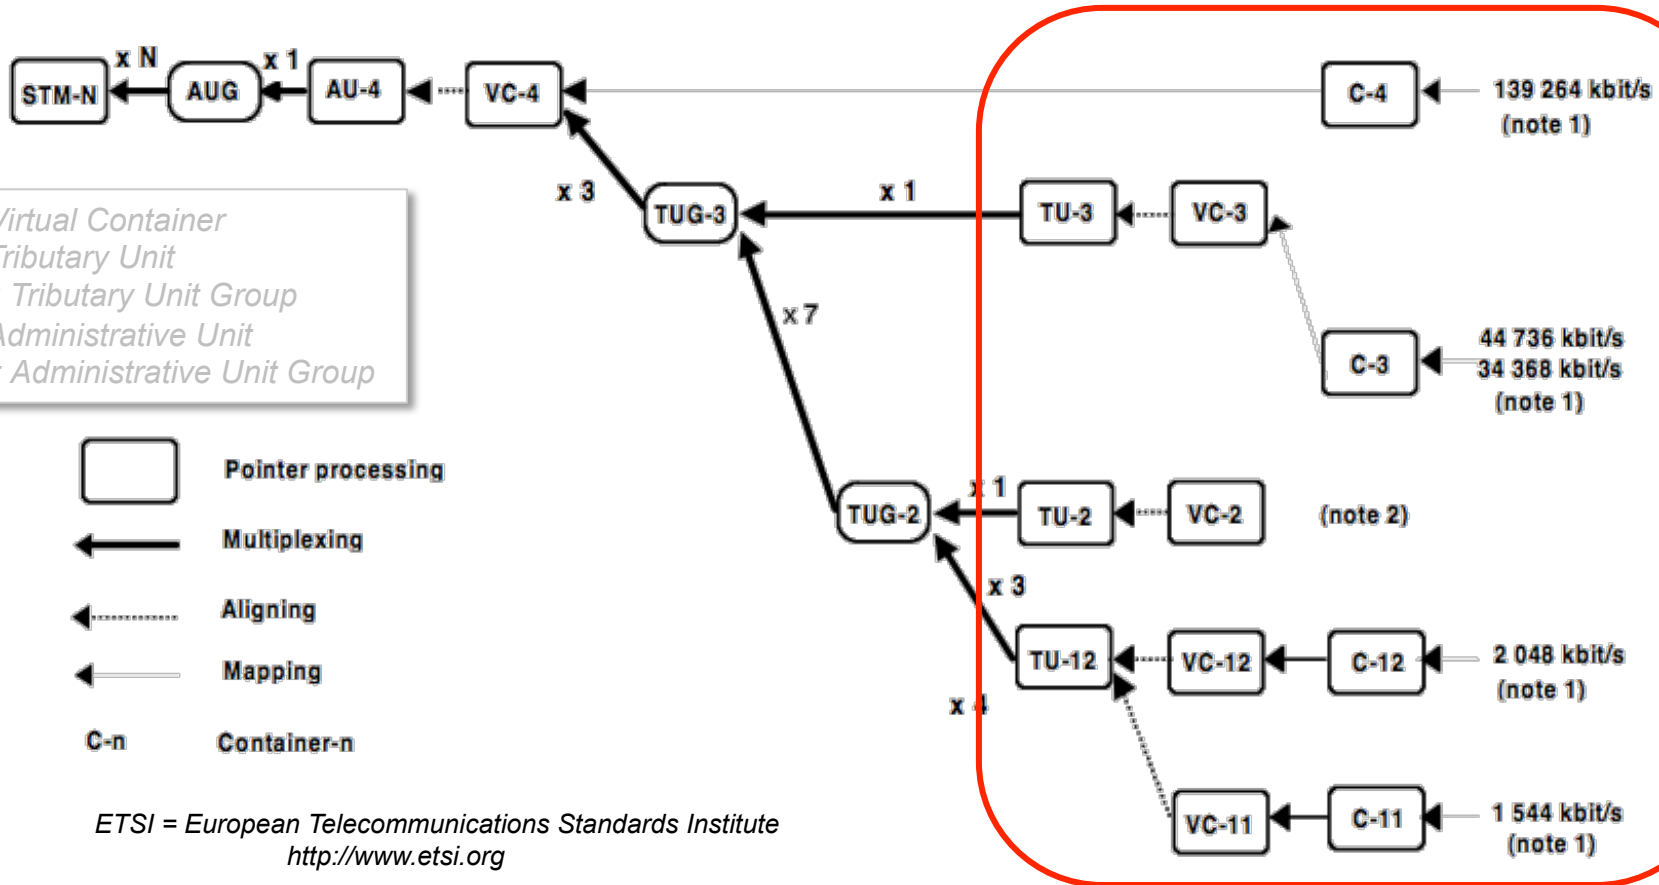 x N
x 1
STM-N
AUG
AU-4
VC-4
C-4
139 264 kbit/s
(note 1)
x 3
x 1
TUG-3
TU-3
VC-3
Virtual Container
Tributary Unit
: Tributary Unit Group
Administrative Unit
: Administrative Unit Group
x 7
C-3
44 736 kbit/s
34 368 kbit/s
(note 1)
Pointer processing
x 1
TUG-2
TU-2
VC-2
(note 2)
Multiplexing
x 3
Aligning
TU-12
VC-12
C-12
2 048 kbit/s
(note 1)
Mapping
x 4
C-n
Container-n
VC-11
C-11
1 544 kbit/s
(note 1)
ETSI = European Telecommunications Standards Institute
http://www.etsi.org